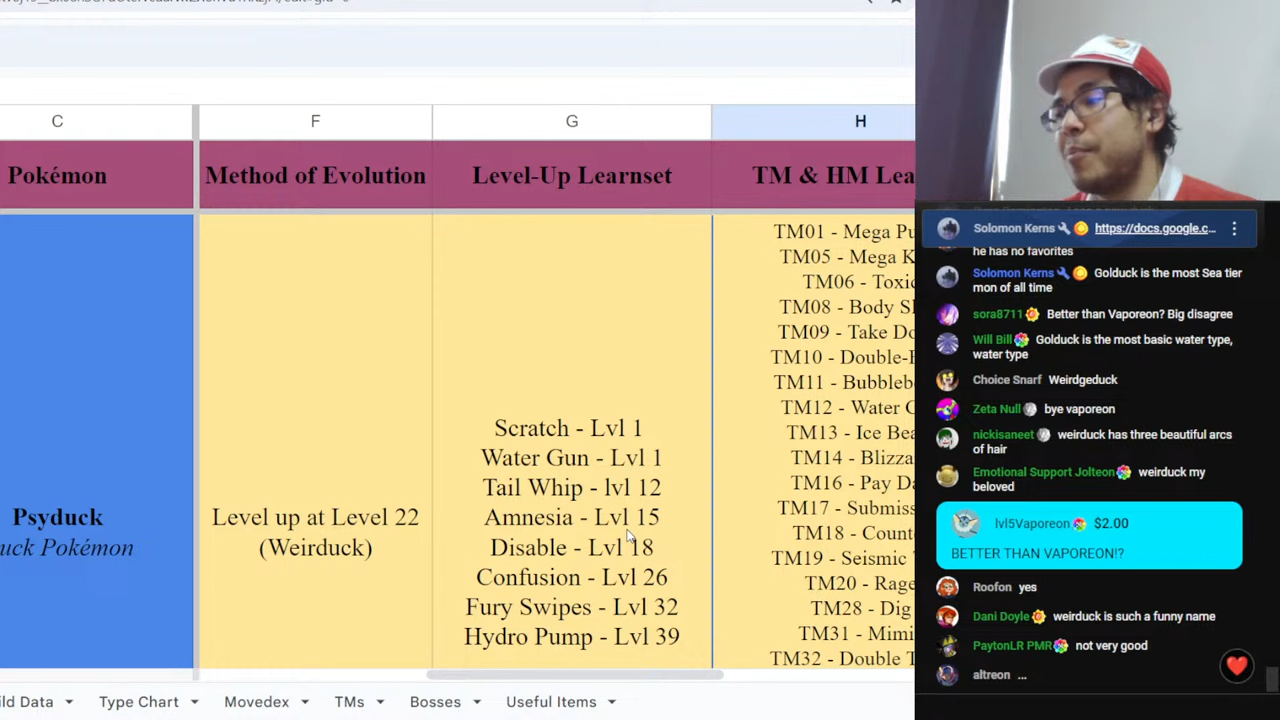 C F G H
Pokémon Method of Evolution Level-Up Learnset TM & HM Lea
Psyduck
uck Pokémon
Level up at Level 22
(Weirduck)
Scratch - Lvl 1
Water Gun - Lvl 1
Tail Whip - lvl 12
Amnesia - Lvl 15
Disable - Lvl 18
Confusion - Lvl 26
Fury Swipes - Lvl 32
Hydro Pump - Lvl 39
TM01 - Mega Pu
TM05 - Mega K
TM06 - Toxic
TM08 - Body Sl
TM09 - Take Do
TM10 - Double-E
TM11 - Bubblebe
TM12 - Water G
TM13 - Ice Bea
TM14 - Blizza
TM16 - Pay Da
TM17 - Submiss
TM18 - Count
TM19 - Seismic T
TM20 - Rage
TM28 - Dig
TM31 - Mimi
TM32 - Double T
ild Data Type Chart Movedex TMs Bosses Useful Items
Solomon Kerns https://docs.google.c...
he has no favorites
Solomon Kerns Golduck is the most Sea tier
mon of all time
sora8711 Better than Vaporeon? Big disagree
Will Bill Golduck is the most basic water type,
water type
Choice Snarf Weirdgeduck
Zeta Null bye vaporeon
nickisaneet weirduck has three beautiful arcs
of hair
Emotional Support Jolteon weirduck my
beloved
lvl5Vaporeon $2.00
BETTER THAN VAPOREON!?
Roofon yes
Dani Doyle weirduck is such a funny name
PaytonLR PMR not very good
altreon ...